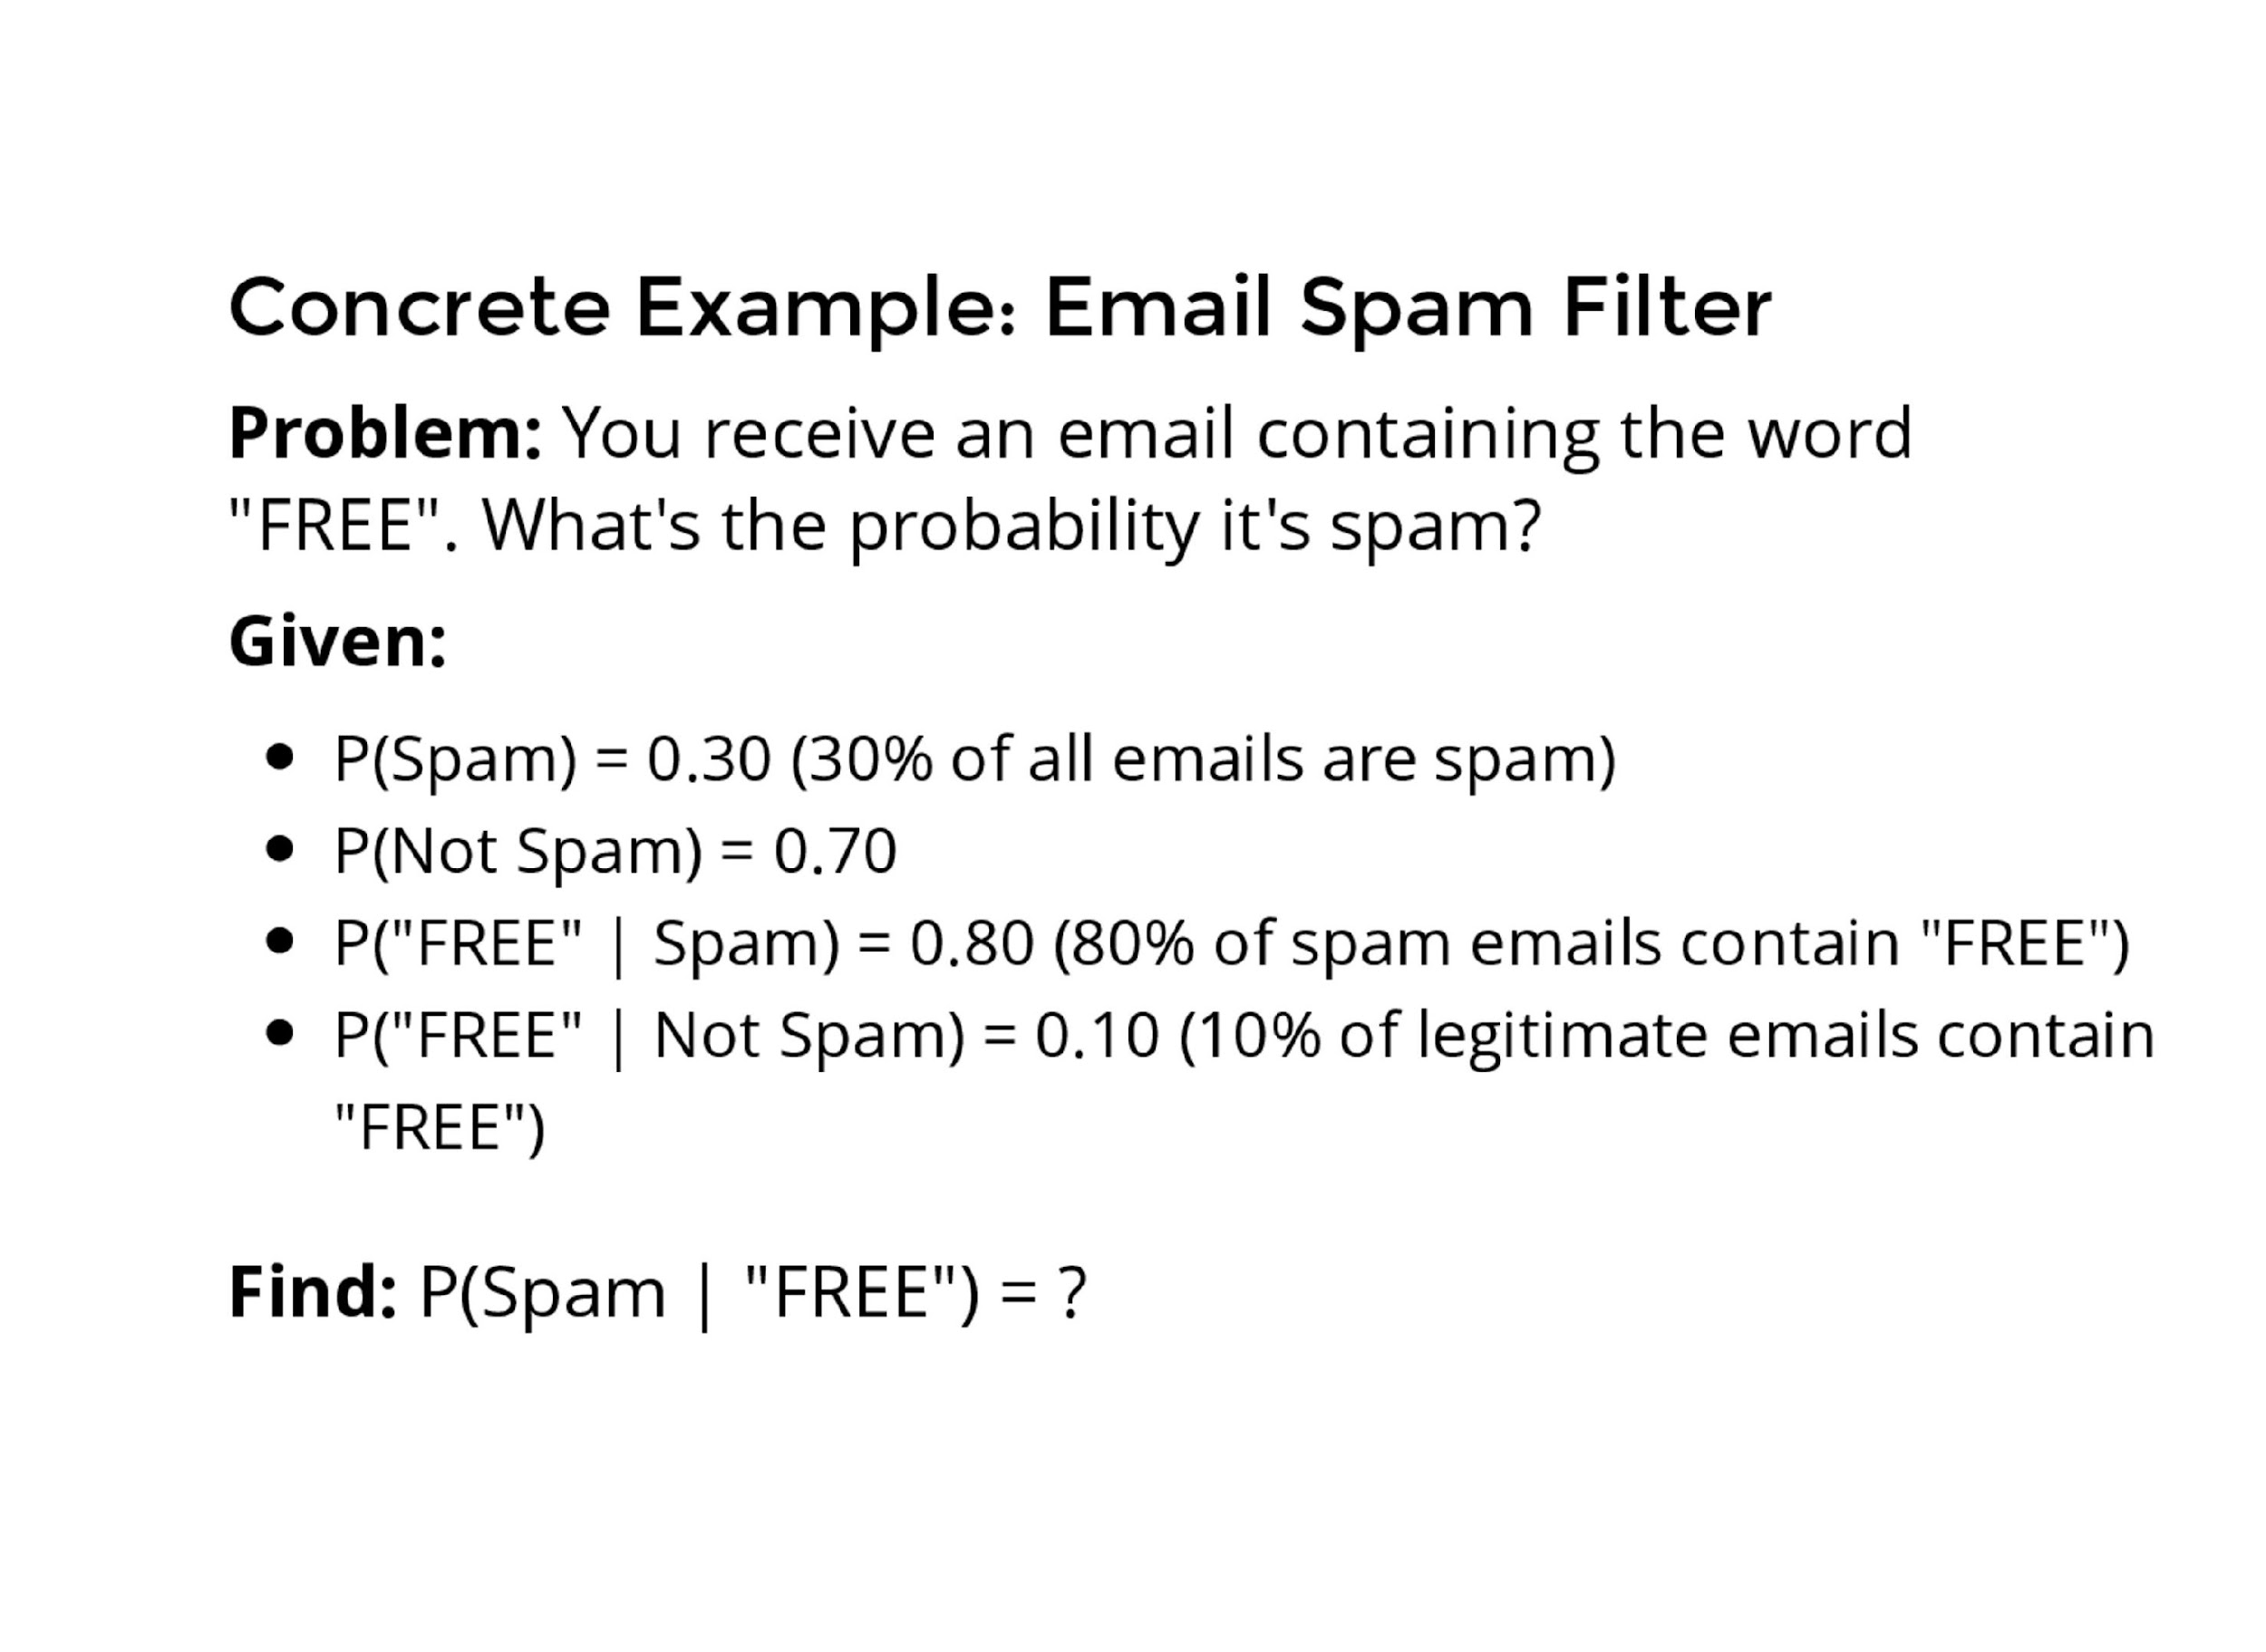 Concrete Example: Email Spam Filter
Problem: You receive an email containing the word
"FREE". What's the probability it's spam?
Given:
● P(Spam) = 0.30 (30% of all emails are spam)
● P(Not Spam) = 0.70
● P("FREE" | Spam) = 0.80 (80% of spam emails contain "FREE")
● P("FREE" | Not Spam) = 0.10 (10% of legitimate emails contain
"FREE")
Find: P(Spam | "FREE") = ?